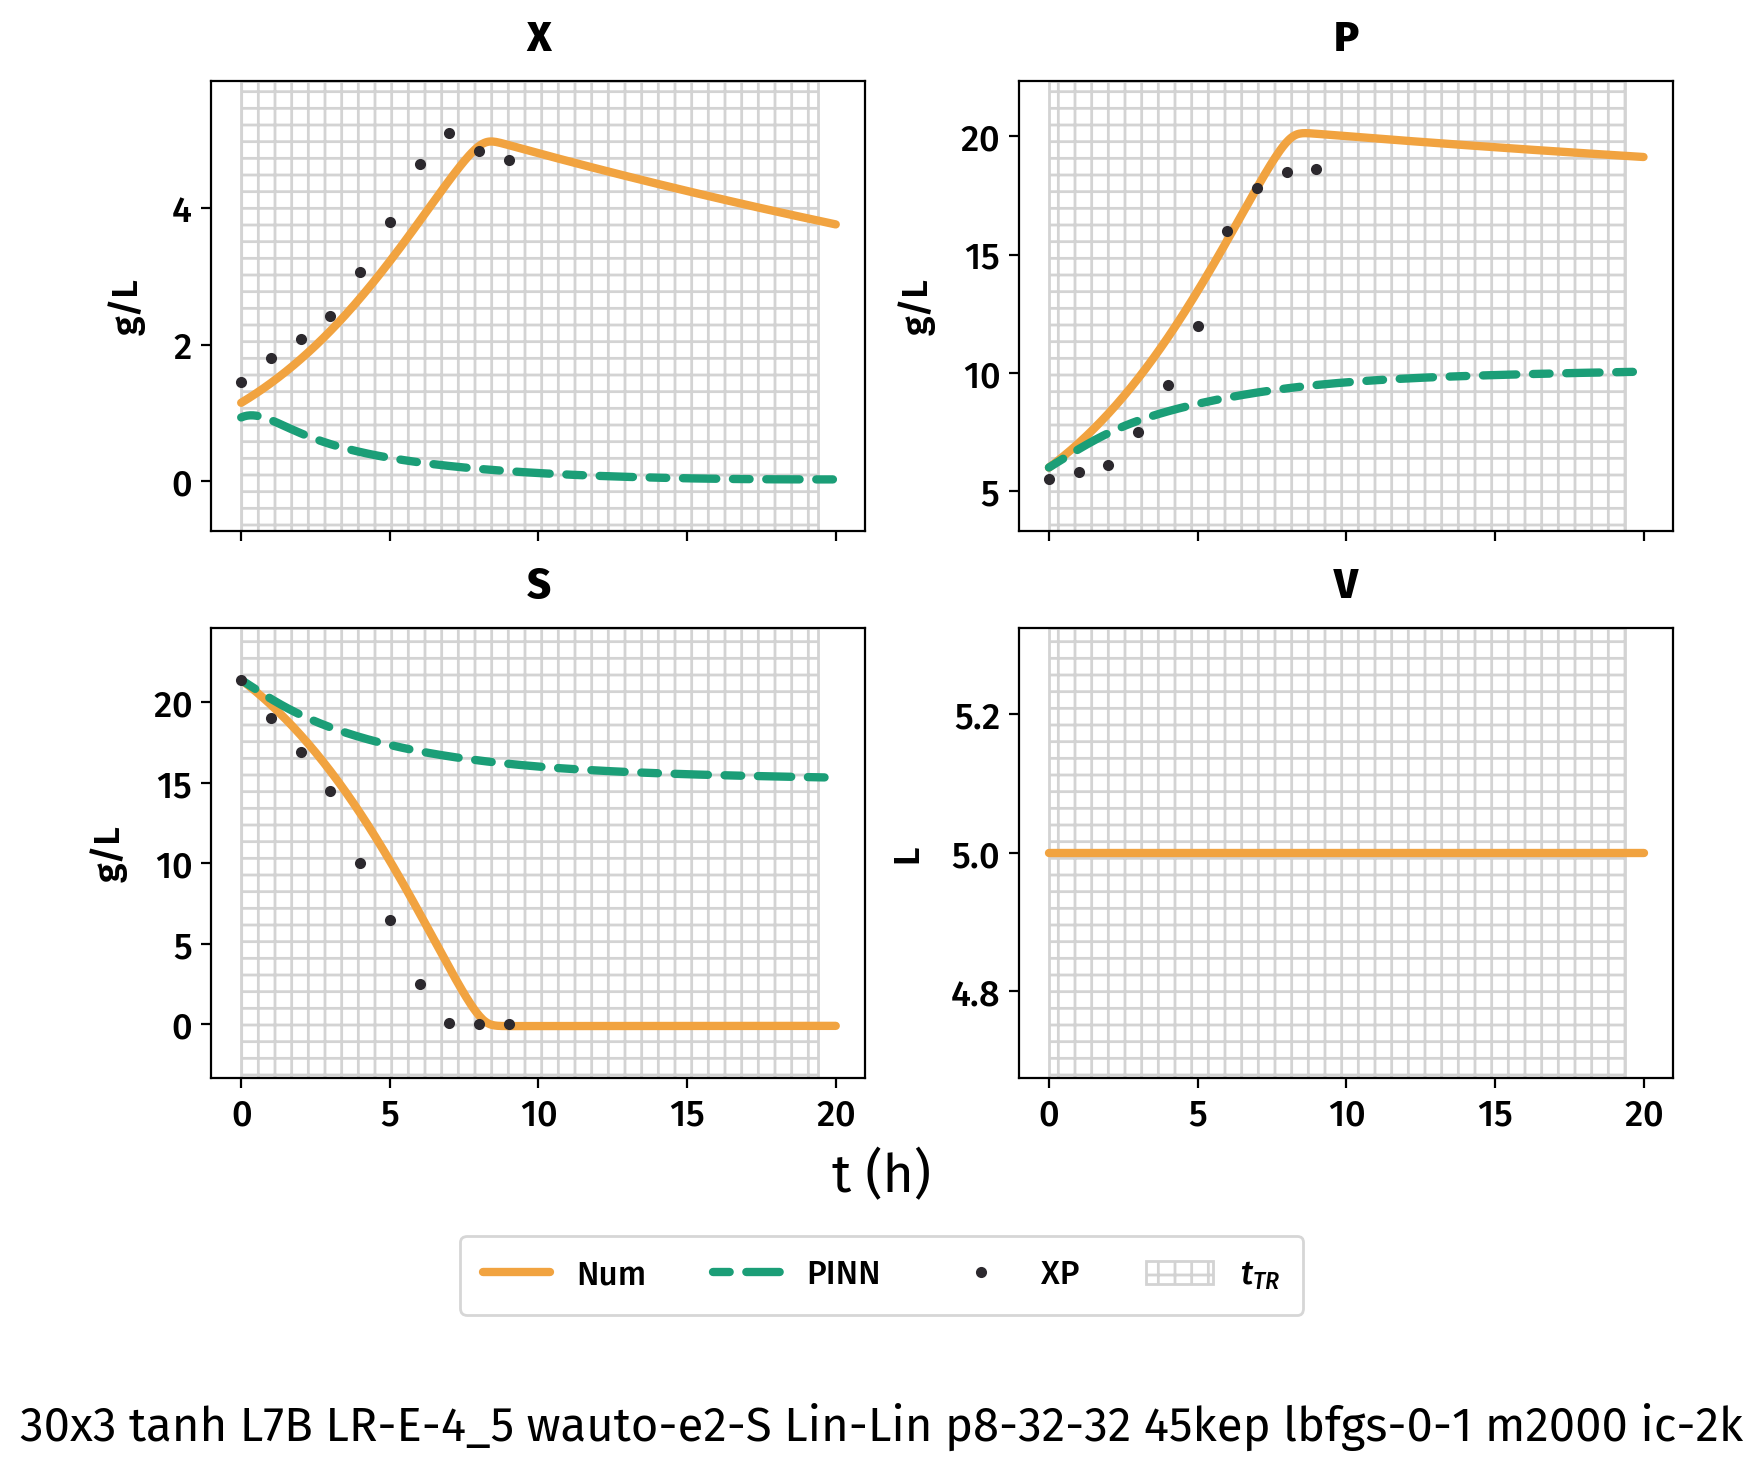 X
P
g/L
4
2
0
g/L
20
15
10
5
S
V
g/L
20
15
10
5
0
L
5.2
5.0
4.8
0 5 10 15 20
0 5 10 15 20
t (h)
Num PINN XP t_TR
30x3 tanh L7B LR-E-4_5 wauto-e2-S Lin-Lin p8-32-32 45kep lbfgs-0-1 m2000 ic-2k